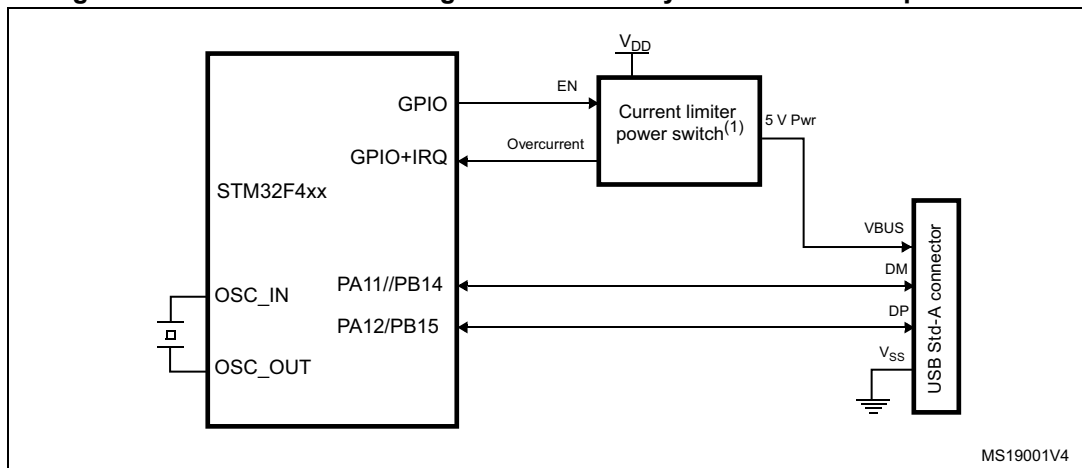 V_DD
EN
GPIO
Current limiter
power switch(1)
5 V Pwr
Overcurrent
GPIO+IRQ
STM32F4xx
VBUS
USB Std-A connector
DM
PA11//PB14
OSC_IN
DP
PA12/PB15
V_SS
OSC_OUT
MS19001V4